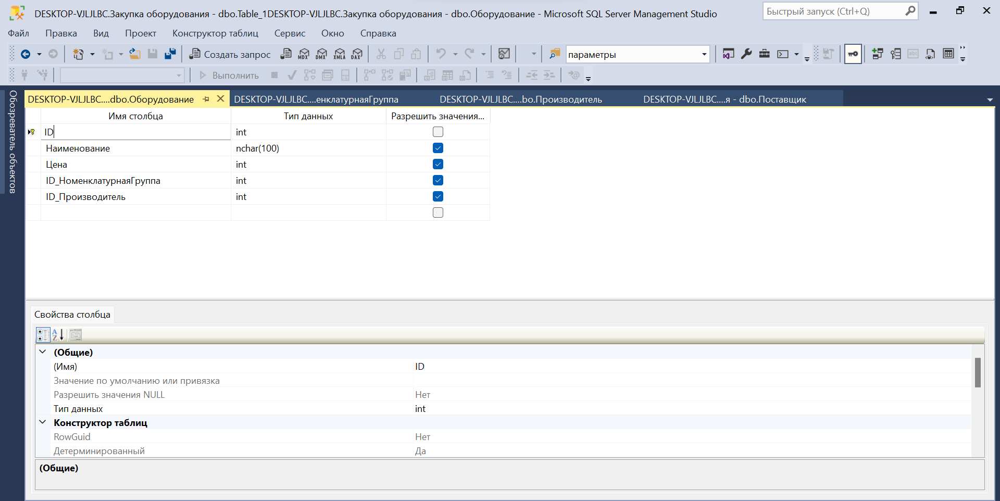 DESKTOP-VJLJLBC.Закупка оборудования - dbo.Table_1DESKTOP-VJLJLBC.Закупка оборудования - dbo.Оборудование - Microsoft SQL Server Management Studio
Быстрый запуск (Ctrl+Q)
Файл Правка Вид Проект Конструктор таблиц Сервис Окно Справка
Создать запрос MDX DMX XMLA DAX параметры abc
Выполнить
Обозреватель объектов
DESKTOP-VJLJLBC....dbo.Оборудование DESKTOP-VJLJLBC....енклатурнаяГруппа DESKTOP-VJLJLBC....bo.Производитель DESKTOP-VJLJLBC....я - dbo.Поставщик
Имя столбца Тип данных Разрешить значения...
ID int
Наименование nchar(100)
Цена int
ID_НоменклатурнаяГруппа int
ID_Производитель int
Свойства столбца
(Общие)
(Имя) ID
Значение по умолчанию или привязка
Разрешить значения NULL Нет
Тип данных int
Конструктор таблиц
RowGuid Нет
Детерминированный Да
(Общие)